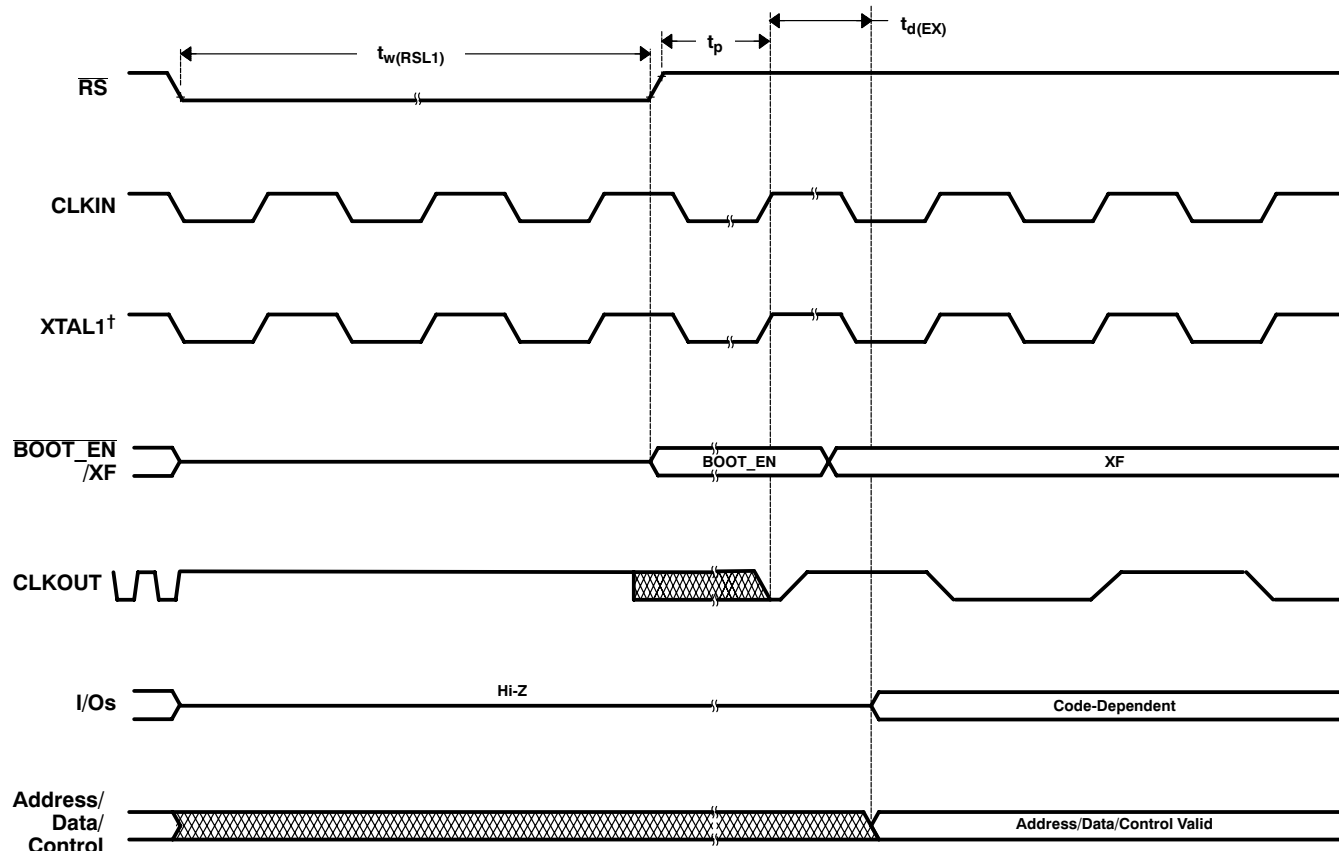 tw(RSL1)
tp
td(EX)
RS
CLKIN
XTAL1†
BOOT_EN
/XF
BOOT_EN
XF
CLKOUT
I/Os
Hi-Z
Code-Dependent
Address/
Data/
Control
Address/Data/Control Valid